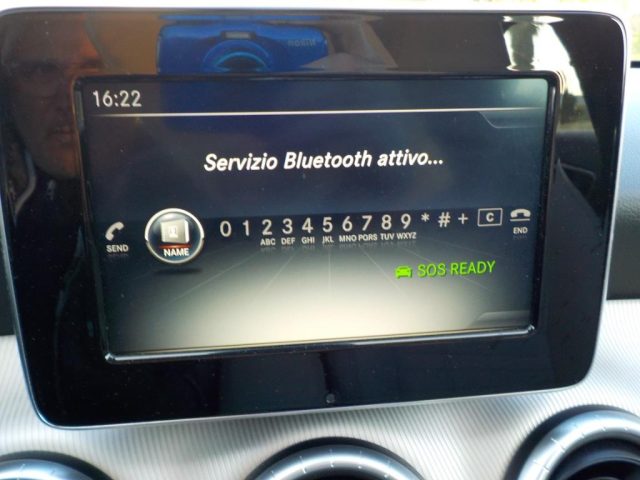 16:22
Servizio Bluetooth attivo...
SEND NAME 0 1 2 3 4 5 6 7 8 9 * # + C END
ABC DEF GHI JKL MNO PQRS TUV WXYZ
SOS READY